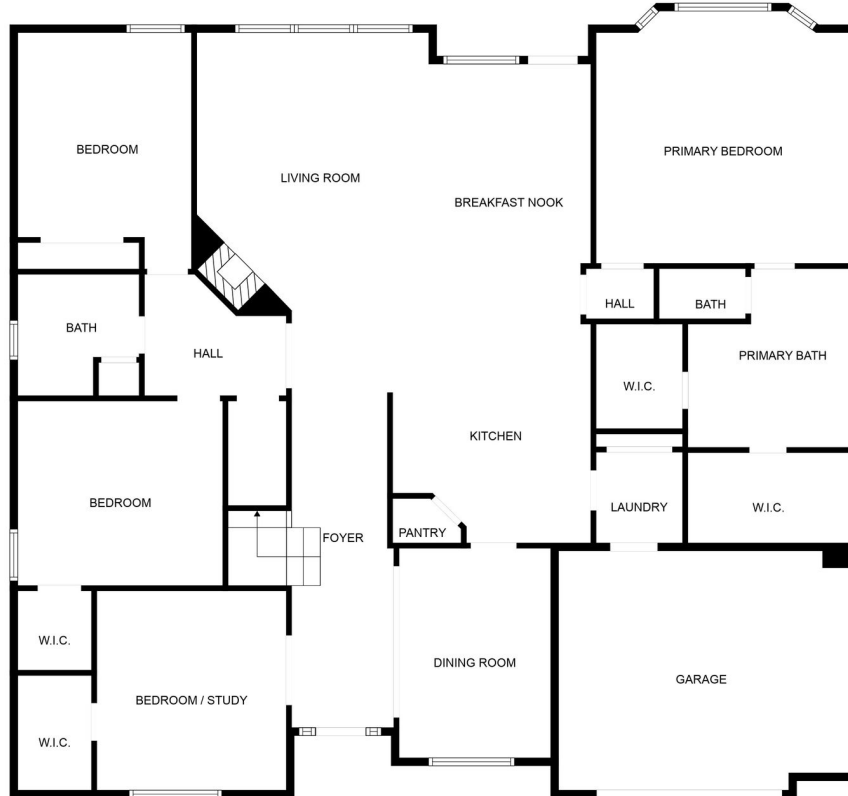 BEDROOM
PRIMARY BEDROOM
LIVING ROOM
BREAKFAST NOOK
HALL
BATH
BATH
HALL
PRIMARY BATH
W.I.C.
KITCHEN
BEDROOM
LAUNDRY
W.I.C.
PANTRY
FOYER
W.I.C.
DINING ROOM
GARAGE
BEDROOM / STUDY
W.I.C.